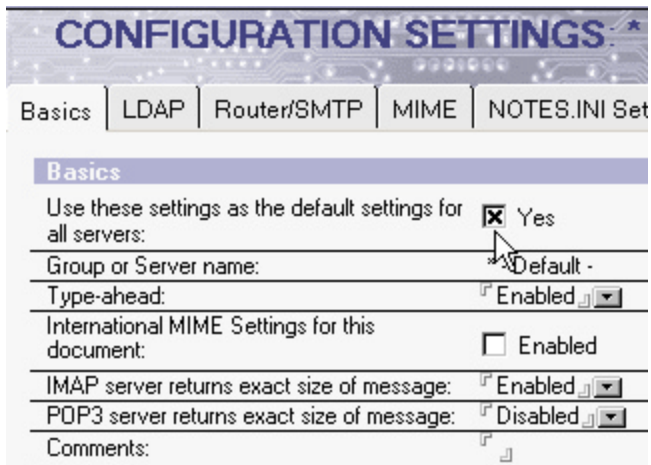 CONFIGURATION SETTINGS: *
Basics LDAP Router/SMTP MIME NOTES.INI Set
Basics
Use these settings as the default settings for all servers: Yes
Group or Server name: * - Default -
Type-ahead: Enabled
International MIME Settings for this document: Enabled
IMAP server returns exact size of message: Enabled
POP3 server returns exact size of message: Disabled
Comments: